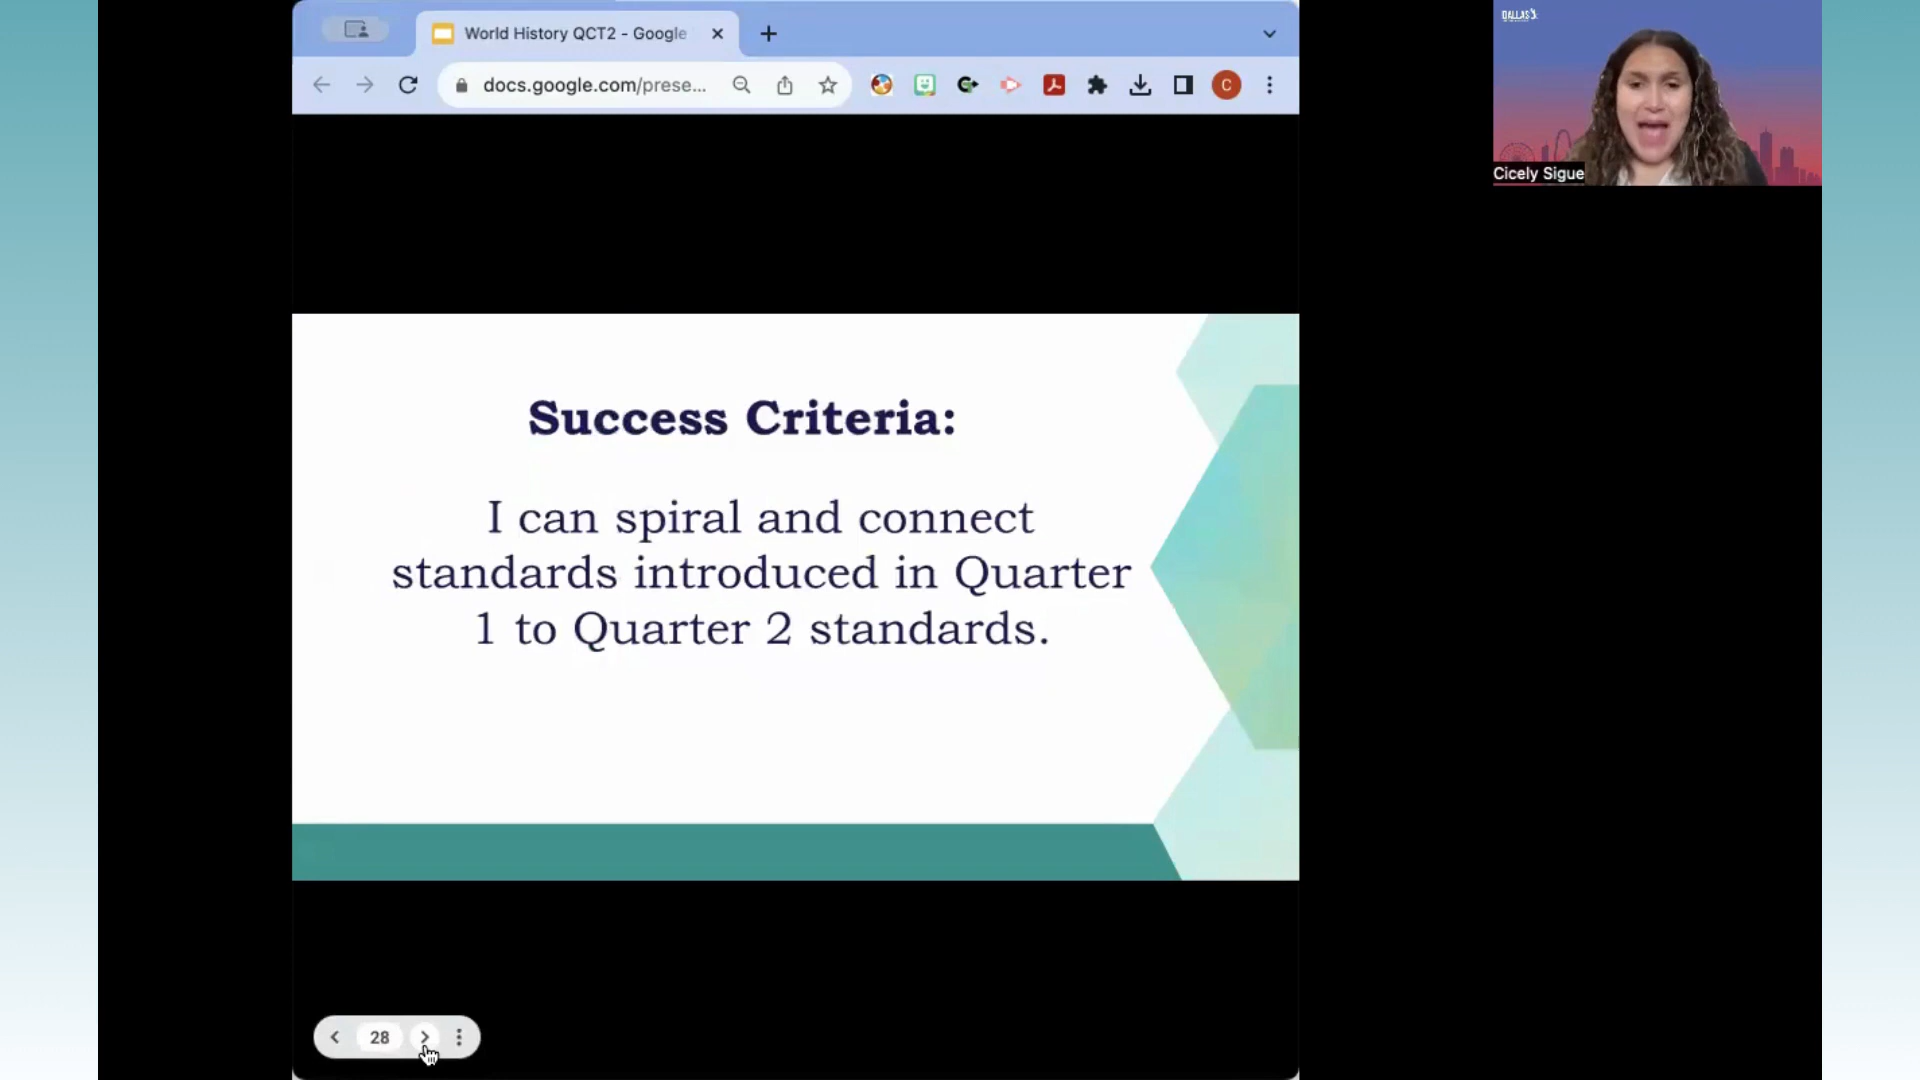 World History QCT2 - Google
docs.google.com/prese...
C
DALLAS
Cicely Sigue
Success Criteria:
I can spiral and connect
standards introduced in Quarter
1 to Quarter 2 standards.
28